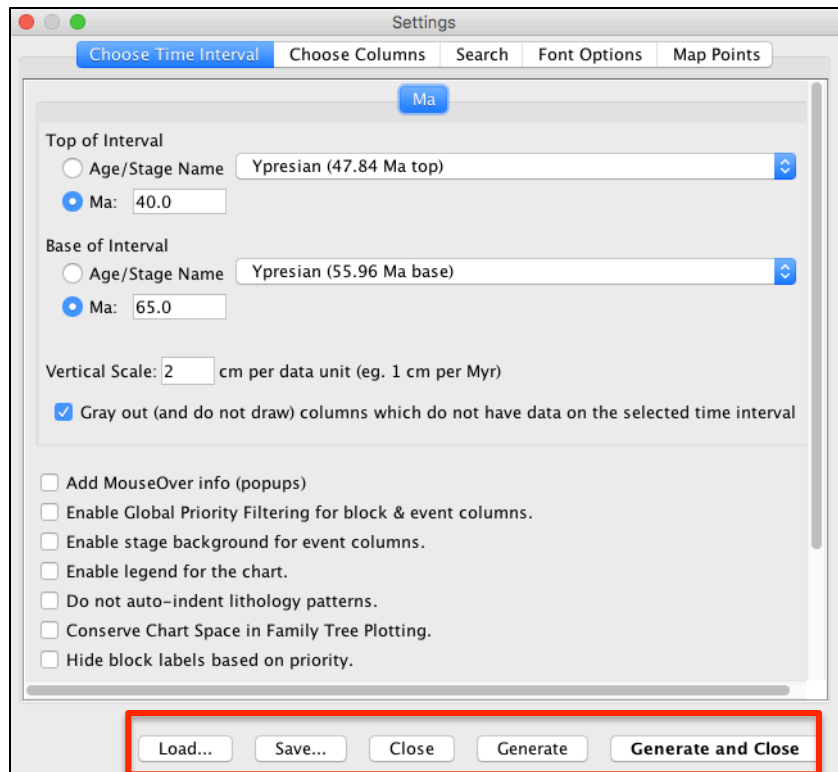 Settings
Choose Time Interval Choose Columns Search Font Options Map Points
Ma
Top of Interval
Age/Stage Name Ypresian (47.84 Ma top)
Ma: 40.0
Base of Interval
Age/Stage Name Ypresian (55.96 Ma base)
Ma: 65.0
Vertical Scale: 2 cm per data unit (eg. 1 cm per Myr)
Gray out (and do not draw) columns which do not have data on the selected time interval
Add MouseOver info (popups)
Enable Global Priority Filtering for block & event columns.
Enable stage background for event columns.
Enable legend for the chart.
Do not auto-indent lithology patterns.
Conserve Chart Space in Family Tree Plotting.
Hide block labels based on priority.
Load... Save... Close Generate Generate and Close